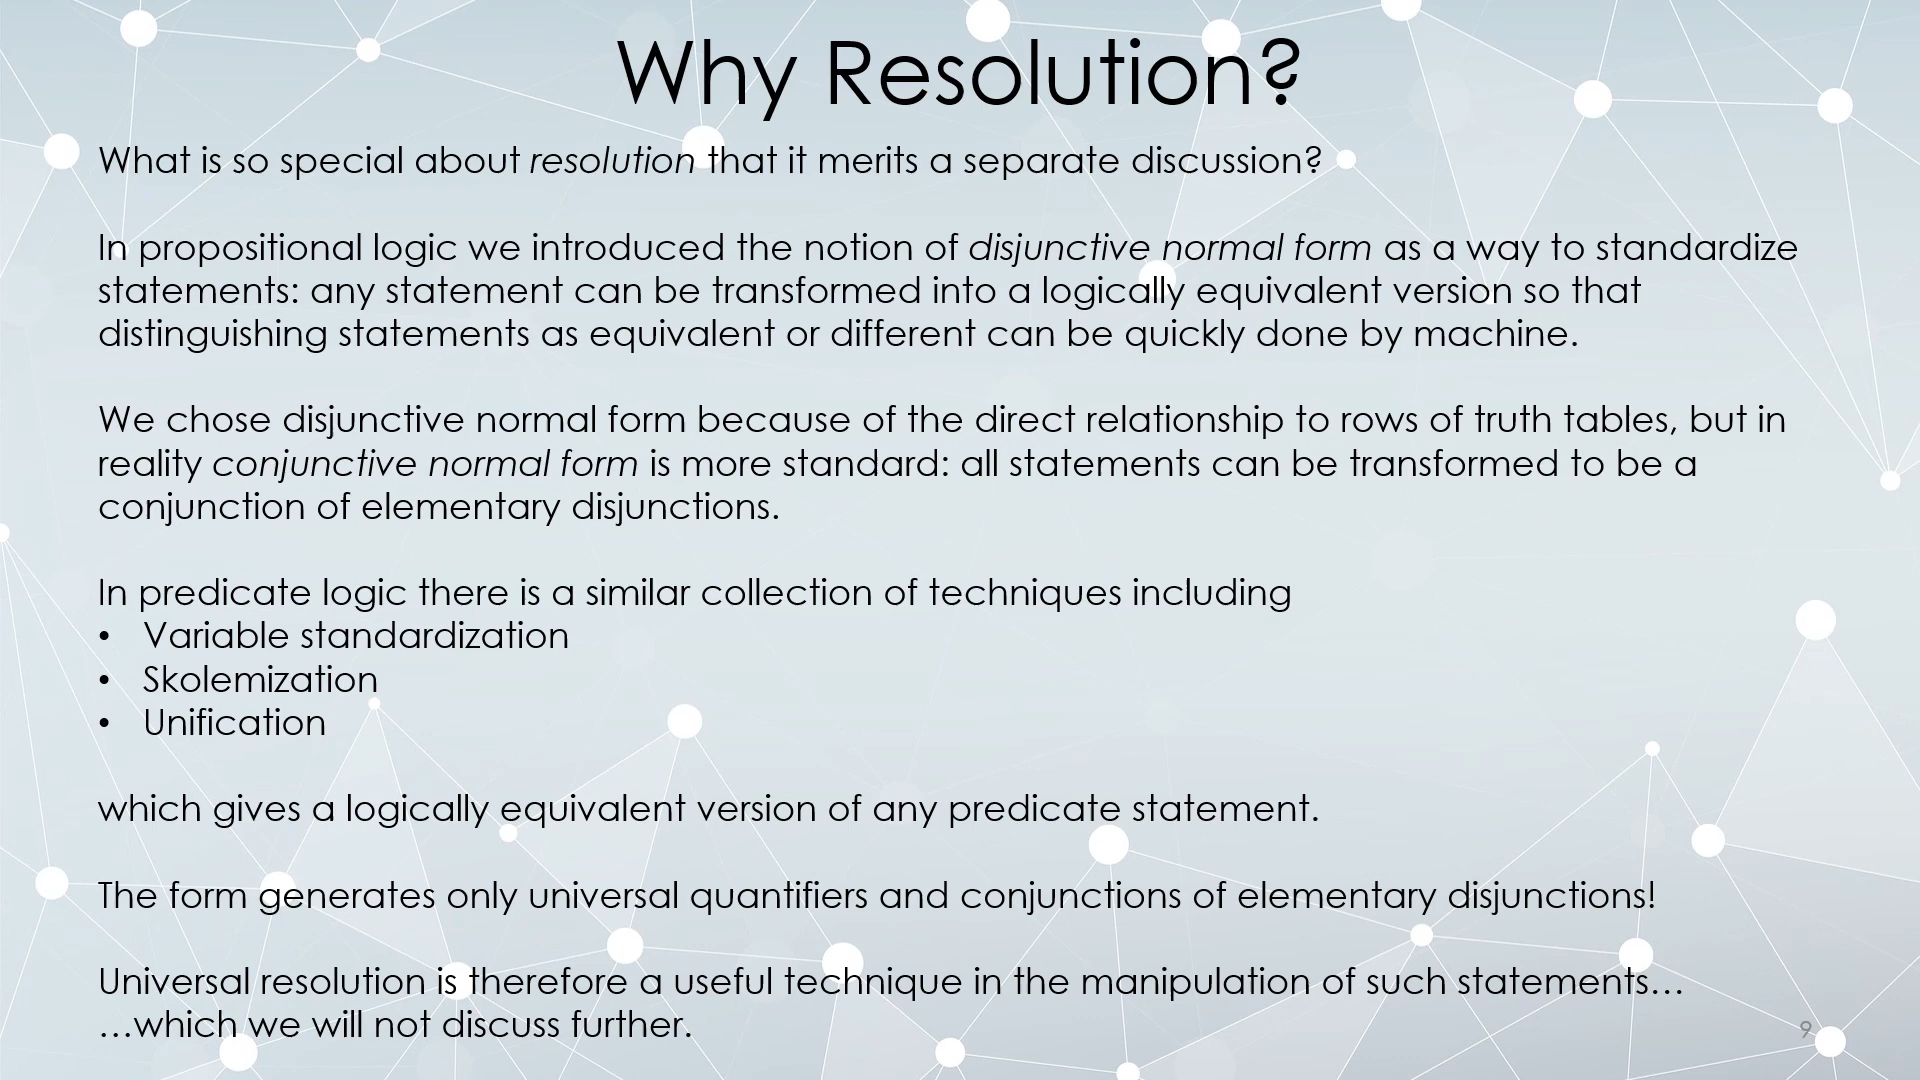 Why Resolution?
What is so special about resolution that it merits a separate discussion?
In propositional logic we introduced the notion of disjunctive normal form as a way to standardize
statements: any statement can be transformed into a logically equivalent version so that
distinguishing statements as equivalent or different can be quickly done by machine.
We chose disjunctive normal form because of the direct relationship to rows of truth tables, but in
reality conjunctive normal form is more standard: all statements can be transformed to be a
conjunction of elementary disjunctions.
In predicate logic there is a similar collection of techniques including
• Variable standardization
• Skolemization
• Unification
which gives a logically equivalent version of any predicate statement.
The form generates only universal quantifiers and conjunctions of elementary disjunctions!
Universal resolution is therefore a useful technique in the manipulation of such statements…
…which we will not discuss further.
9